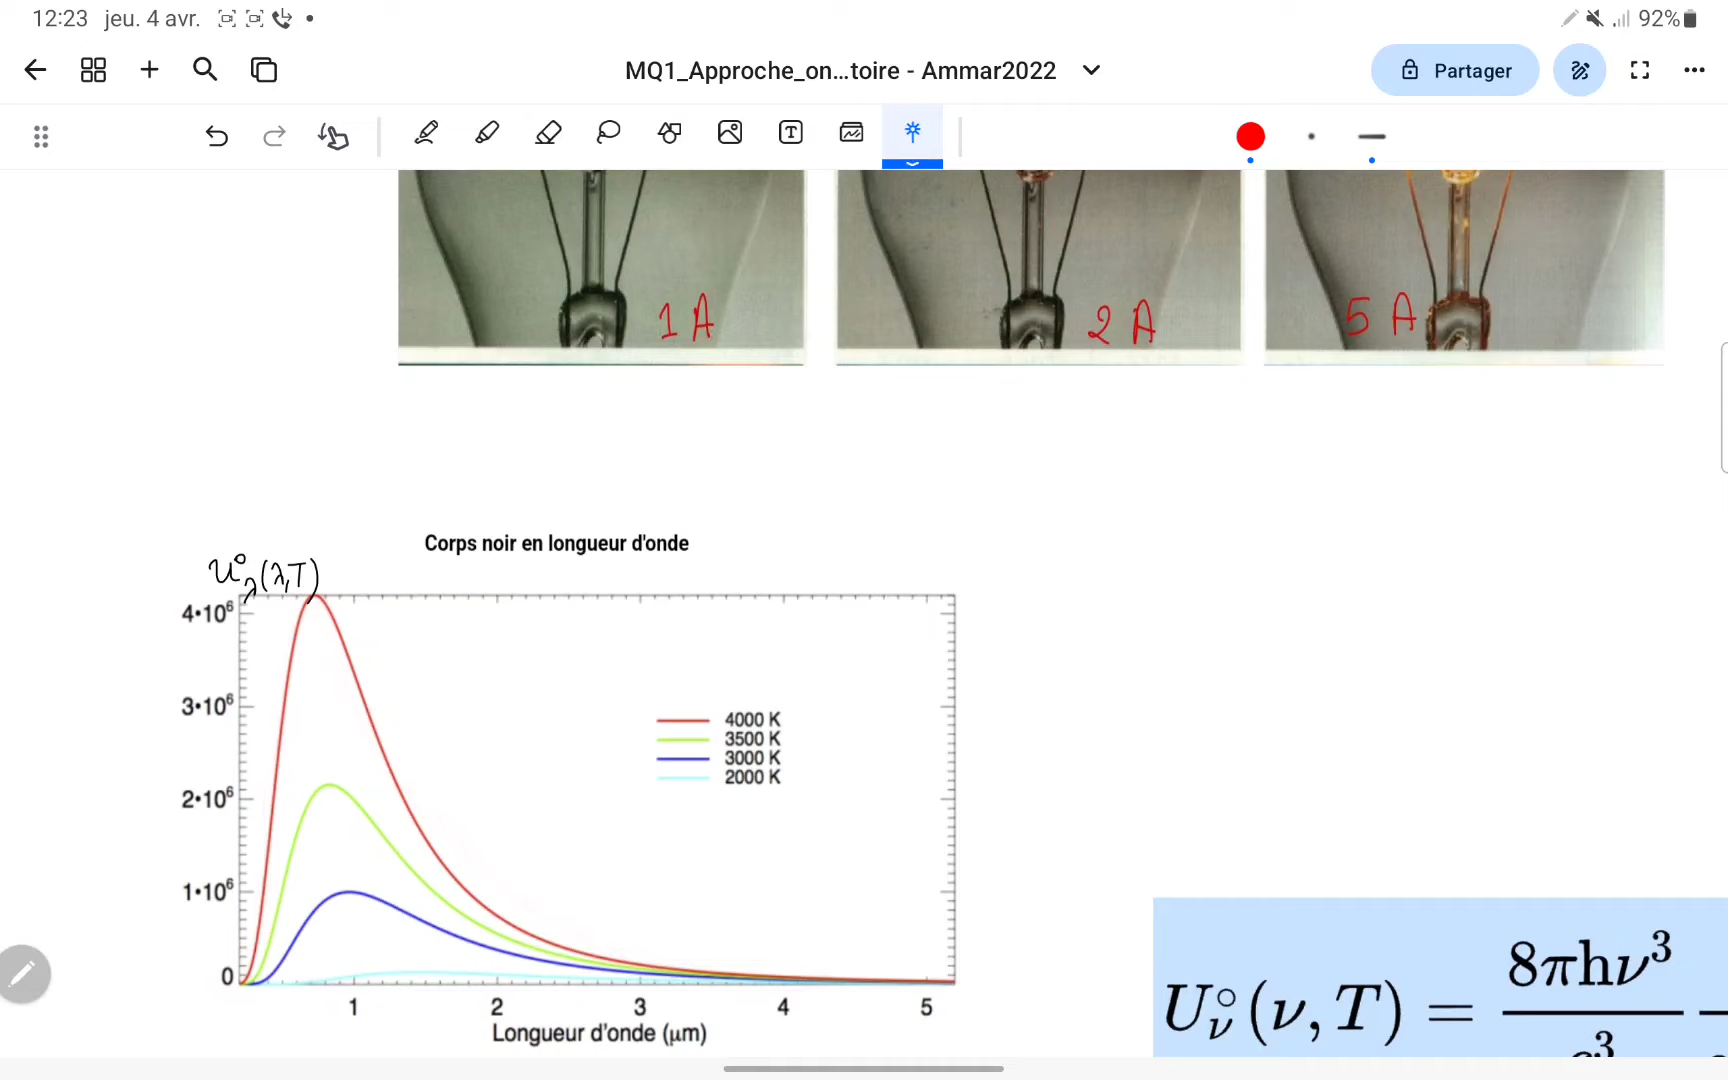 12:23 jeu. 4 avr. 92%
MQ1_Approche_on...toire - Ammar2022
Partager
1 A
2 A
5 A
Corps noir en longueur d'onde
U°λ(λ,T)
4•10⁶
3•10⁶
2•10⁶
1•10⁶
0
4000 K
3500 K
3000 K
2000 K
1 2 3 4 5
Longueur d'onde (μm)
U°ν(ν, T) = 8πhν³